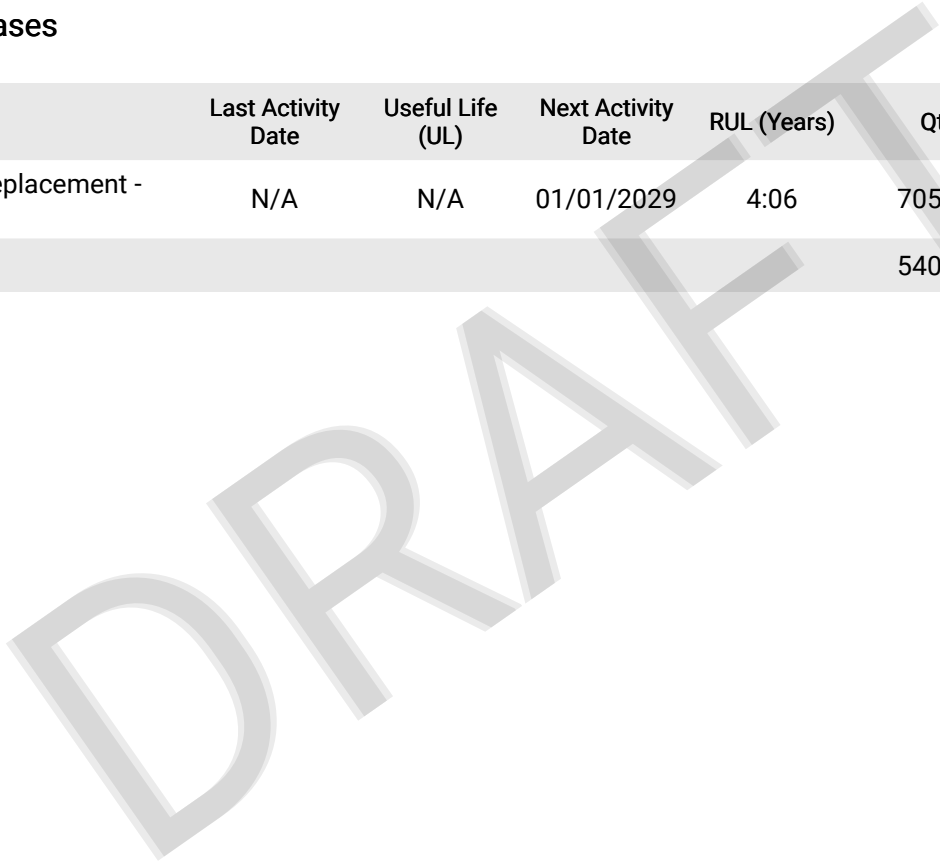 ases
Last Activity Date Useful Life (UL) Next Activity Date RUL (Years) Qt
eplacement -
N/A N/A 01/01/2029 4:06 705
540
DRAFT